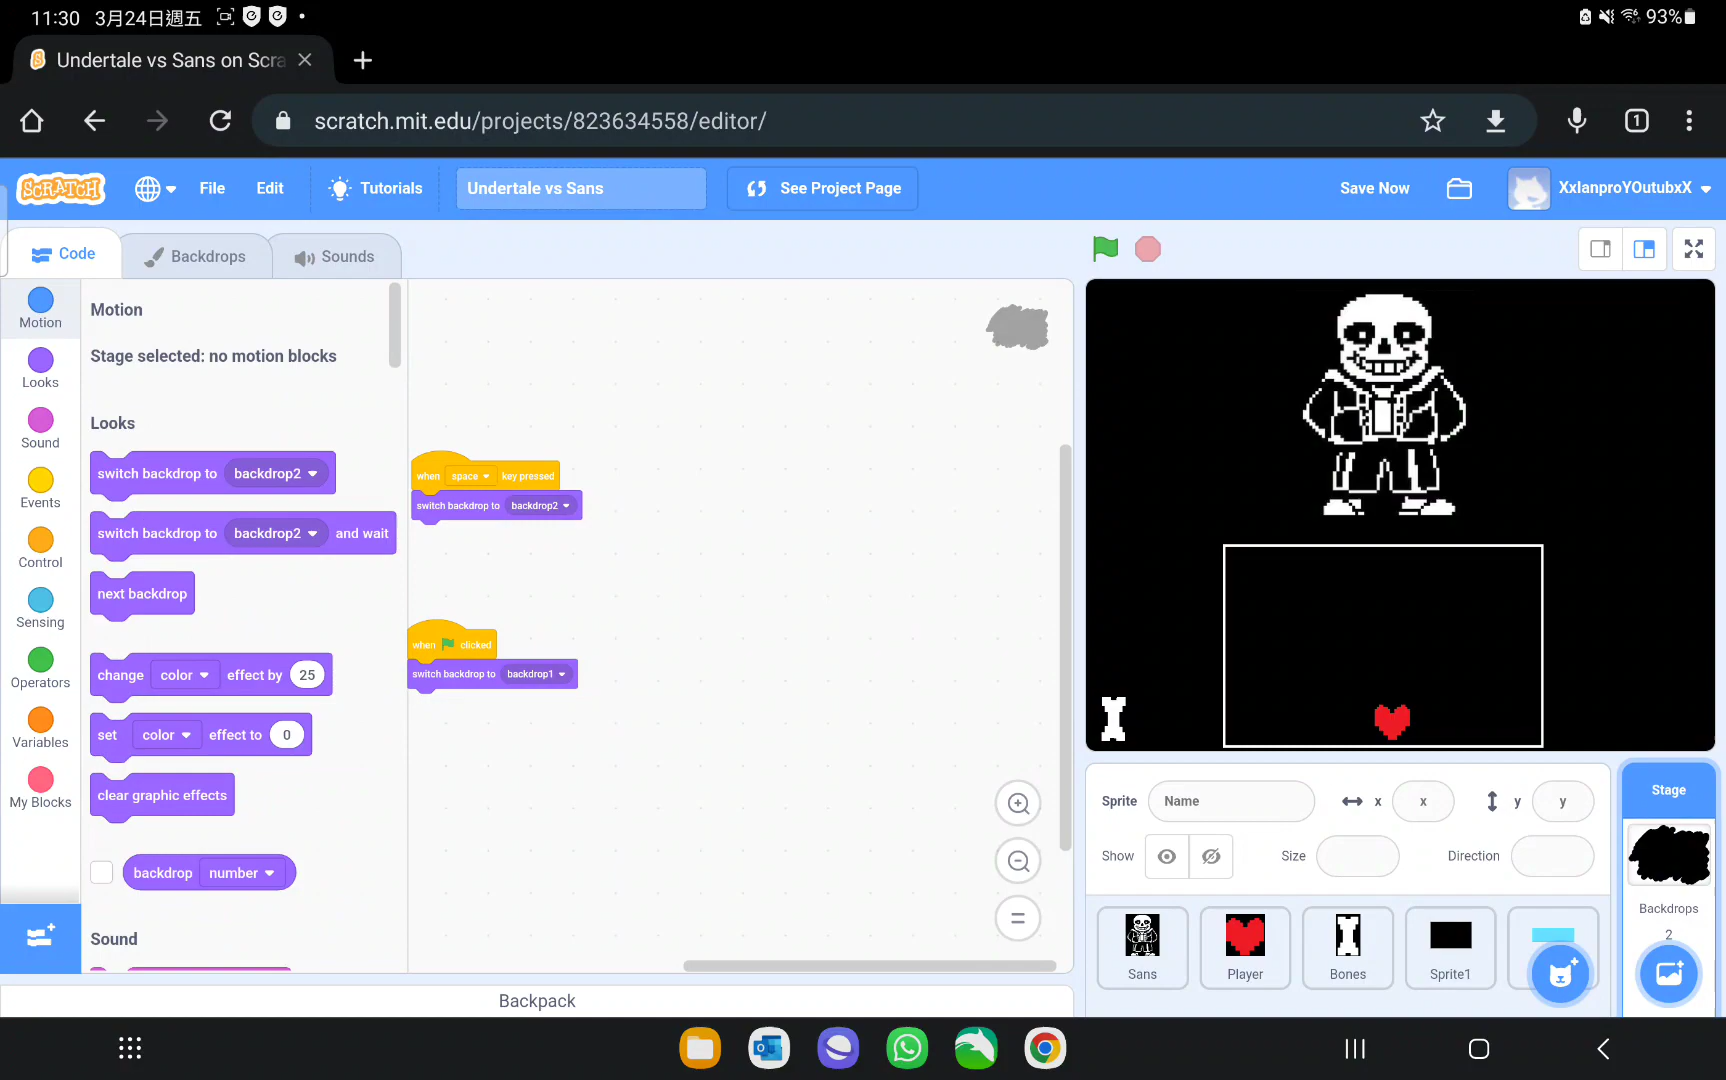 11:30 3月24日週五 93%
Undertale vs Sans on Scra
scratch.mit.edu/projects/823634558/editor/ 1
SCRATCH File Edit Tutorials Undertale vs Sans See Project Page Save Now XxIanproYOutubxX
Code Backdrops Sounds
Motion
Looks
Sound
Events
Control
Sensing
Operators
Variables
My Blocks
Motion
Stage selected: no motion blocks
Looks
switch backdrop to backdrop2
switch backdrop to backdrop2 and wait
next backdrop
change color effect by 25
set color effect to 0
clear graphic effects
backdrop number
Sound
when space key pressed
switch backdrop to backdrop2
when clicked
switch backdrop to backdrop1
Backpack
Sprite Name x x y y
Show Size Direction
Sans Player Bones Sprite1
Stage
Backdrops
2